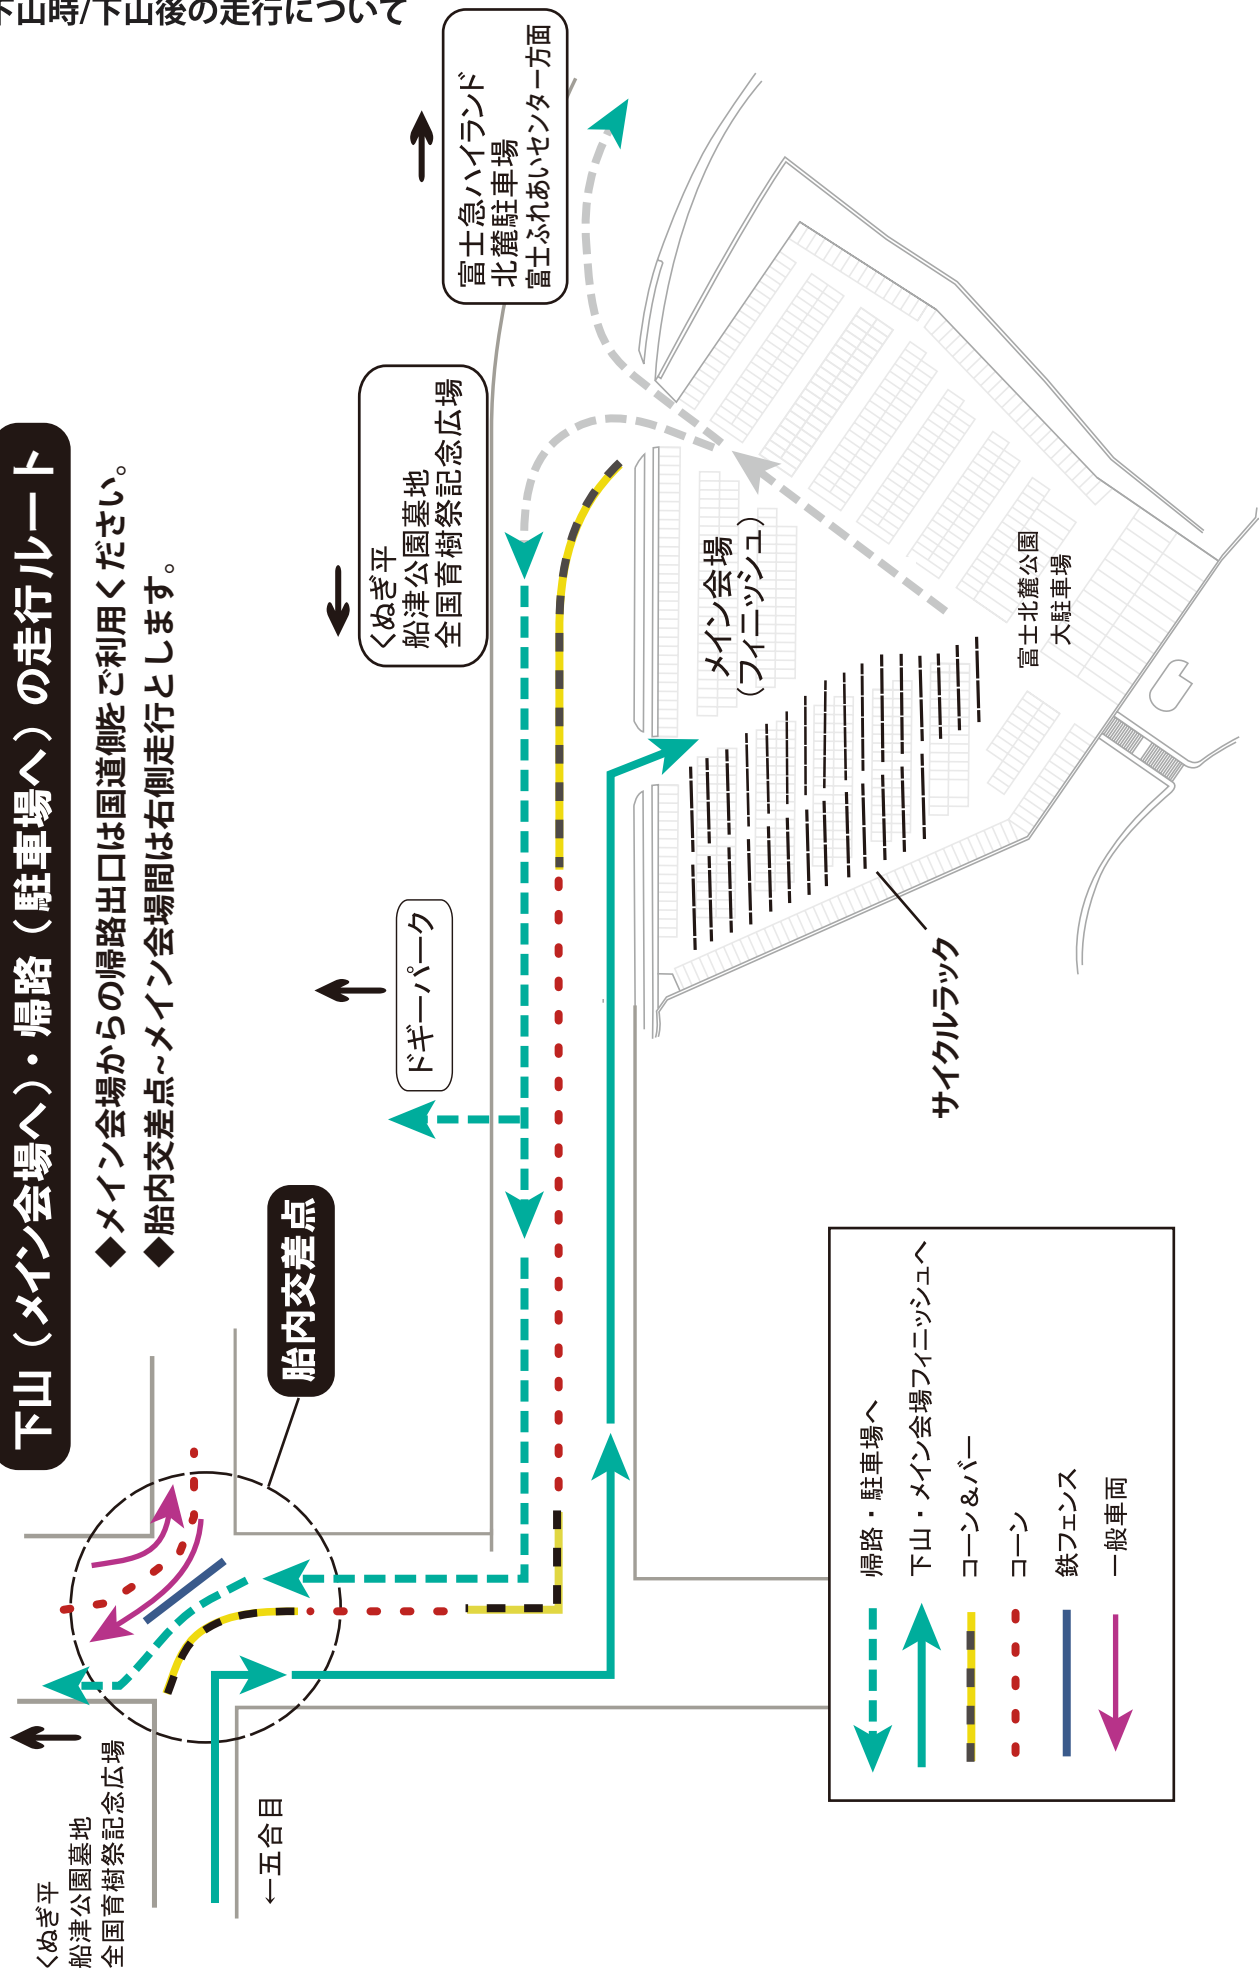 下山時/下山後の走行について
下山（メイン会場へ）・帰路（駐車場へ）の走行ルート
◆メイン会場からの帰路出口は国道側をご利用ください。
◆胎内交差点~メイン会場間は右側走行とします。
くぬぎ平
船津公園墓地
全国育樹祭記念広場
←五合目
胎内交差点
ドギーパーク
くぬぎ平
船津公園墓地
全国育樹祭記念広場
富士急ハイランド
北麓駐車場
富士ふれあいセンター方面
メイン会場
（フィニッシュ）
富士北麓公園
大駐車場
サイクルラック
帰路・駐車場へ
下山・メイン会場フィニッシュへ
コーン＆バー
コーン
鉄フェンス
一般車両